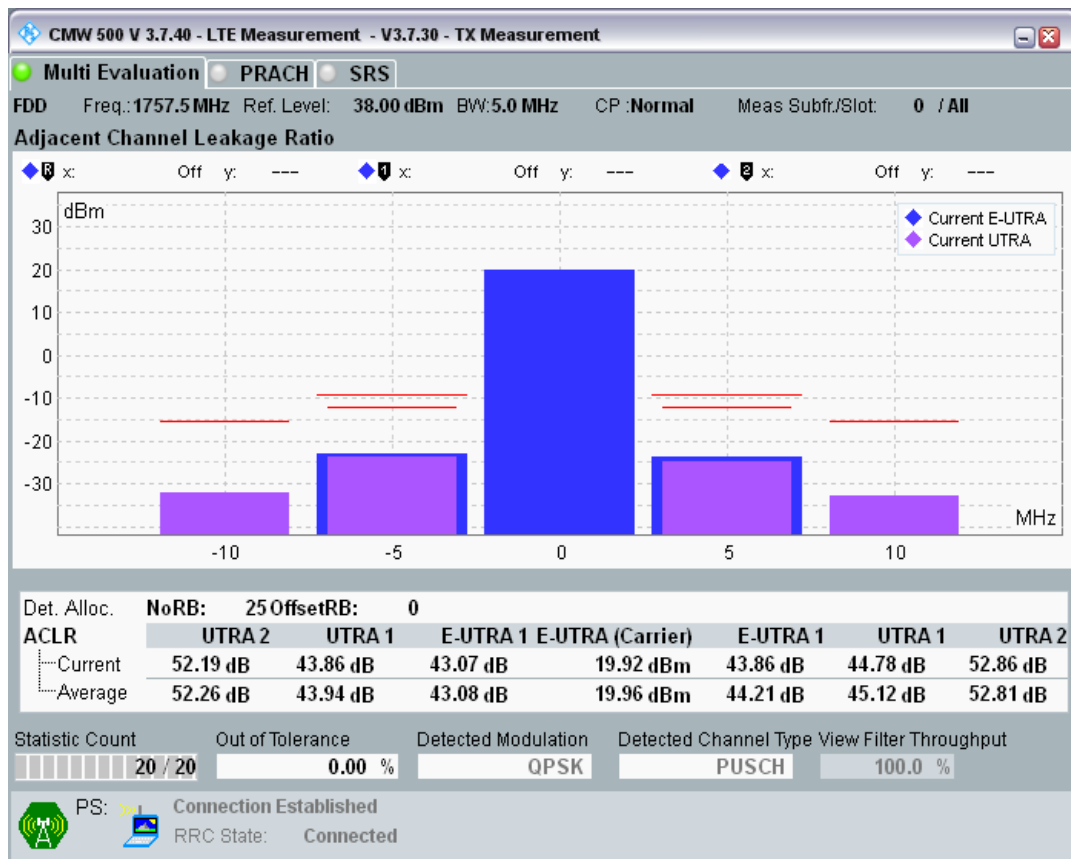 CMW 500 V 3.7.40 - LTE Measurement - V3.7.30 - TX Measurement
Multi Evaluation PRACH SRS
FDD Freq.:1757.5 MHz Ref. Level: 38.00 dBm BW:5.0 MHz CP :Normal Meas Subfr./Slot: 0 / All
Adjacent Channel Leakage Ratio
R x: Off y: --- 1 x: Off y: --- 2 x: Off y: ---
dBm
Current E-UTRA
Current UTRA
30
20
10
0
-10
-20
-30
MHz
-10 -5 0 5 10
Det. Alloc. NoRB: 25 OffsetRB: 0
ACLR UTRA 2 UTRA 1 E-UTRA 1 E-UTRA (Carrier) E-UTRA 1 UTRA 1 UTRA 2
Current 52.19 dB 43.86 dB 43.07 dB 19.92 dBm 43.86 dB 44.78 dB 52.86 dB
Average 52.26 dB 43.94 dB 43.08 dB 19.96 dBm 44.21 dB 45.12 dB 52.81 dB
Statistic Count Out of Tolerance Detected Modulation Detected Channel Type View Filter Throughput
20 / 20 0.00 % QPSK PUSCH 100.0 %
PS: Connection Established
RRC State: Connected